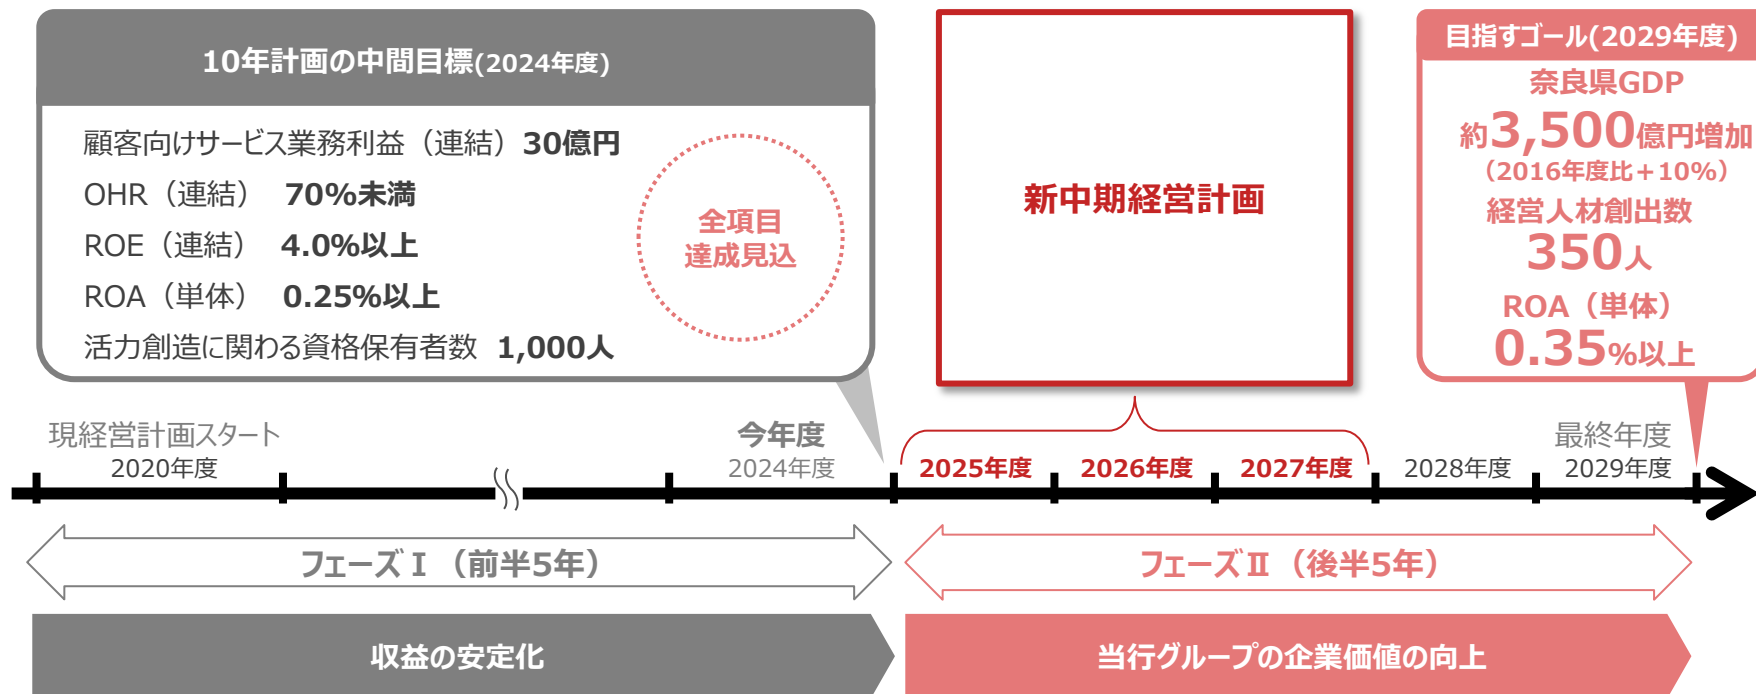 10年計画の中間目標(2024年度)
顧客向けサービス業務利益（連結）30億円
OHR（連結） 70%未満
ROE（連結） 4.0%以上
ROA（単体） 0.25%以上
活力創造に関わる資格保有者数 1,000人
全項目
達成見込
新中期経営計画
目指すゴール(2029年度)
奈良県GDP
約3,500億円増加
（2016年度比＋10%）
経営人材創出数
350人
ROA（単体）
0.35%以上
現経営計画スタート
2020年度
今年度
2024年度
2025年度
2026年度
2027年度
2028年度
最終年度
2029年度
フェーズⅠ（前半5年）
フェーズⅡ（後半5年）
収益の安定化
当行グループの企業価値の向上